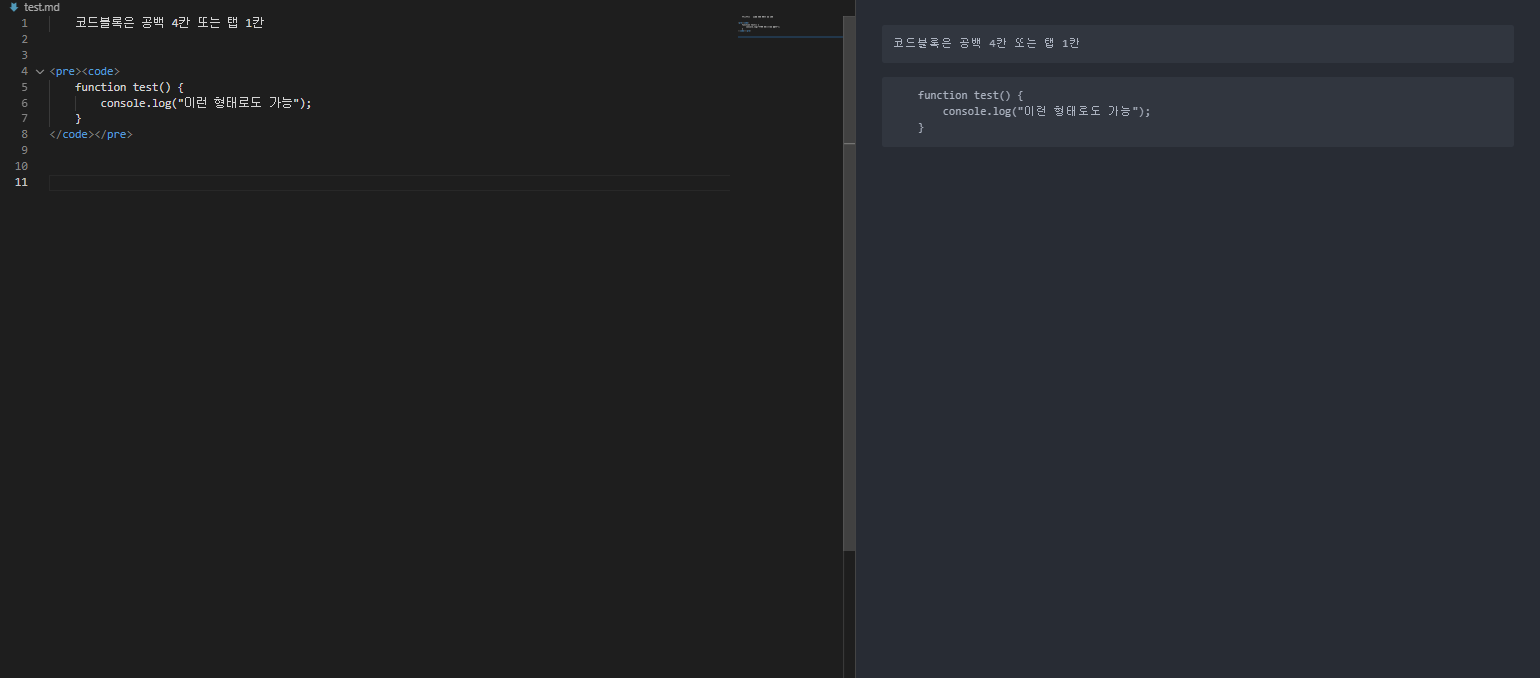 test.md
1 코드블록은 공백 4칸 또는 탭 1칸
2
3
4 <pre><code>
5 function test() {
6 console.log("이런 형태로도 가능");
7 }
8 </code></pre>
9
10
11
코드블록은 공백 4칸 또는 탭 1칸
function test() {
console.log("이런 형태로도 가능");
}